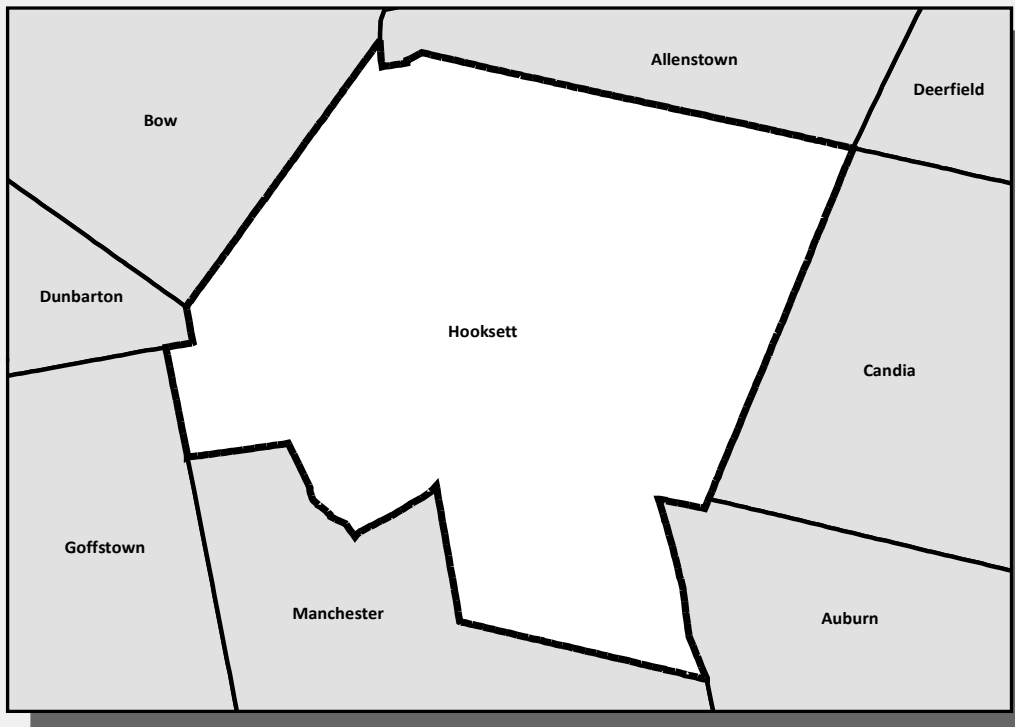 Allenstown
Deerfield
Bow
Dunbarton
Hooksett
Candia
Goffstown
Manchester
Auburn